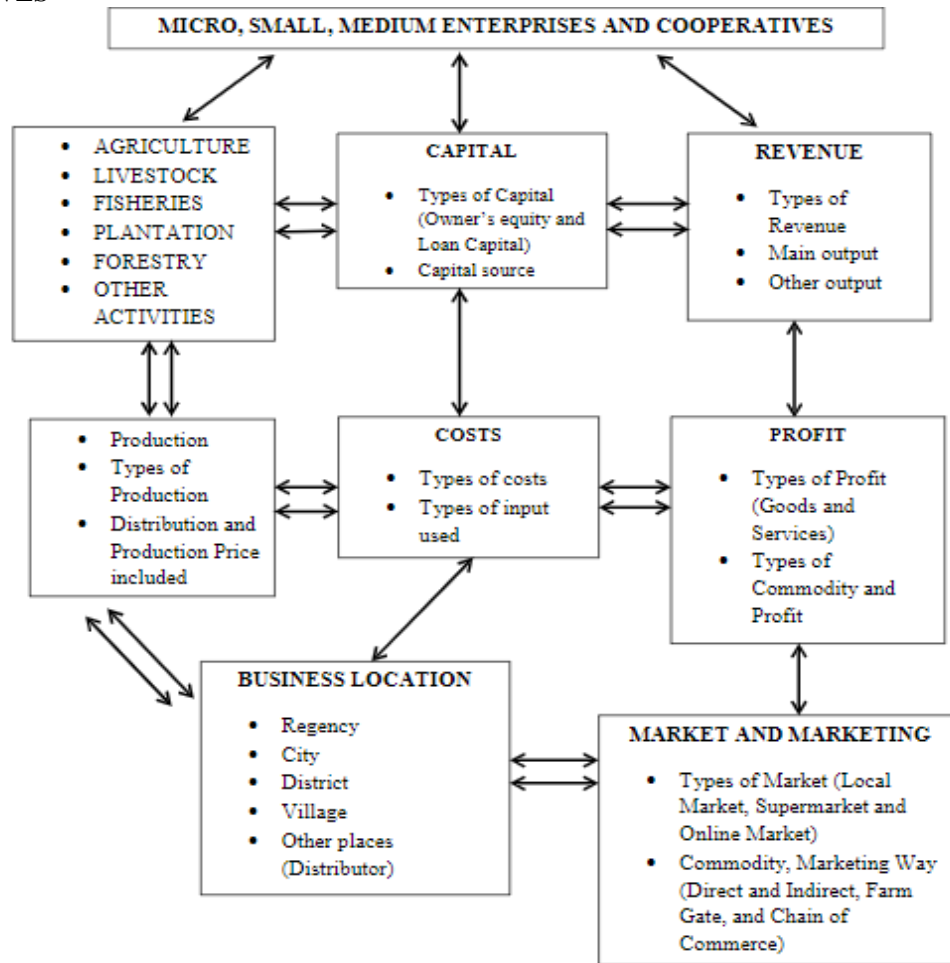 MICRO, SMALL, MEDIUM ENTERPRISES AND COOPERATIVES
• AGRICULTURE
• LIVESTOCK
• FISHERIES
• PLANTATION
• FORESTRY
• OTHER
ACTIVITIES
CAPITAL
• Types of Capital
(Owner's equity and
Loan Capital)
• Capital source
REVENUE
• Types of
Revenue
• Main output
• Other output
• Production
• Types of
Production
• Distribution and
Production Price
included
COSTS
• Types of costs
• Types of input
used
PROFIT
• Types of Profit
(Goods and
Services)
• Types of
Commodity and
Profit
BUSINESS LOCATION
• Regency
• City
• District
• Village
• Other places
(Distributor)
MARKET AND MARKETING
• Types of Market (Local
Market, Supermarket and
Online Market)
• Commodity, Marketing Way
(Direct and Indirect, Farm
Gate, and Chain of
Commerce)